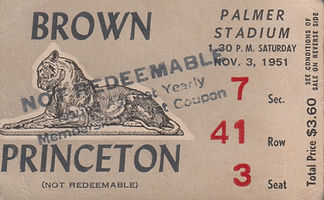 BROWN
PRINCETON
(NOT REDEEMABLE)
NOT REDEEMABLE
Yearly
Coupon
PALMER
STADIUM
1.30 P. M. SATURDAY
NOV. 3, 1951
7 Sec.
41 Row
3 Seat
Total Price $3.60
SEE CONDITIONS OF
SALE ON REVERSE SIDE